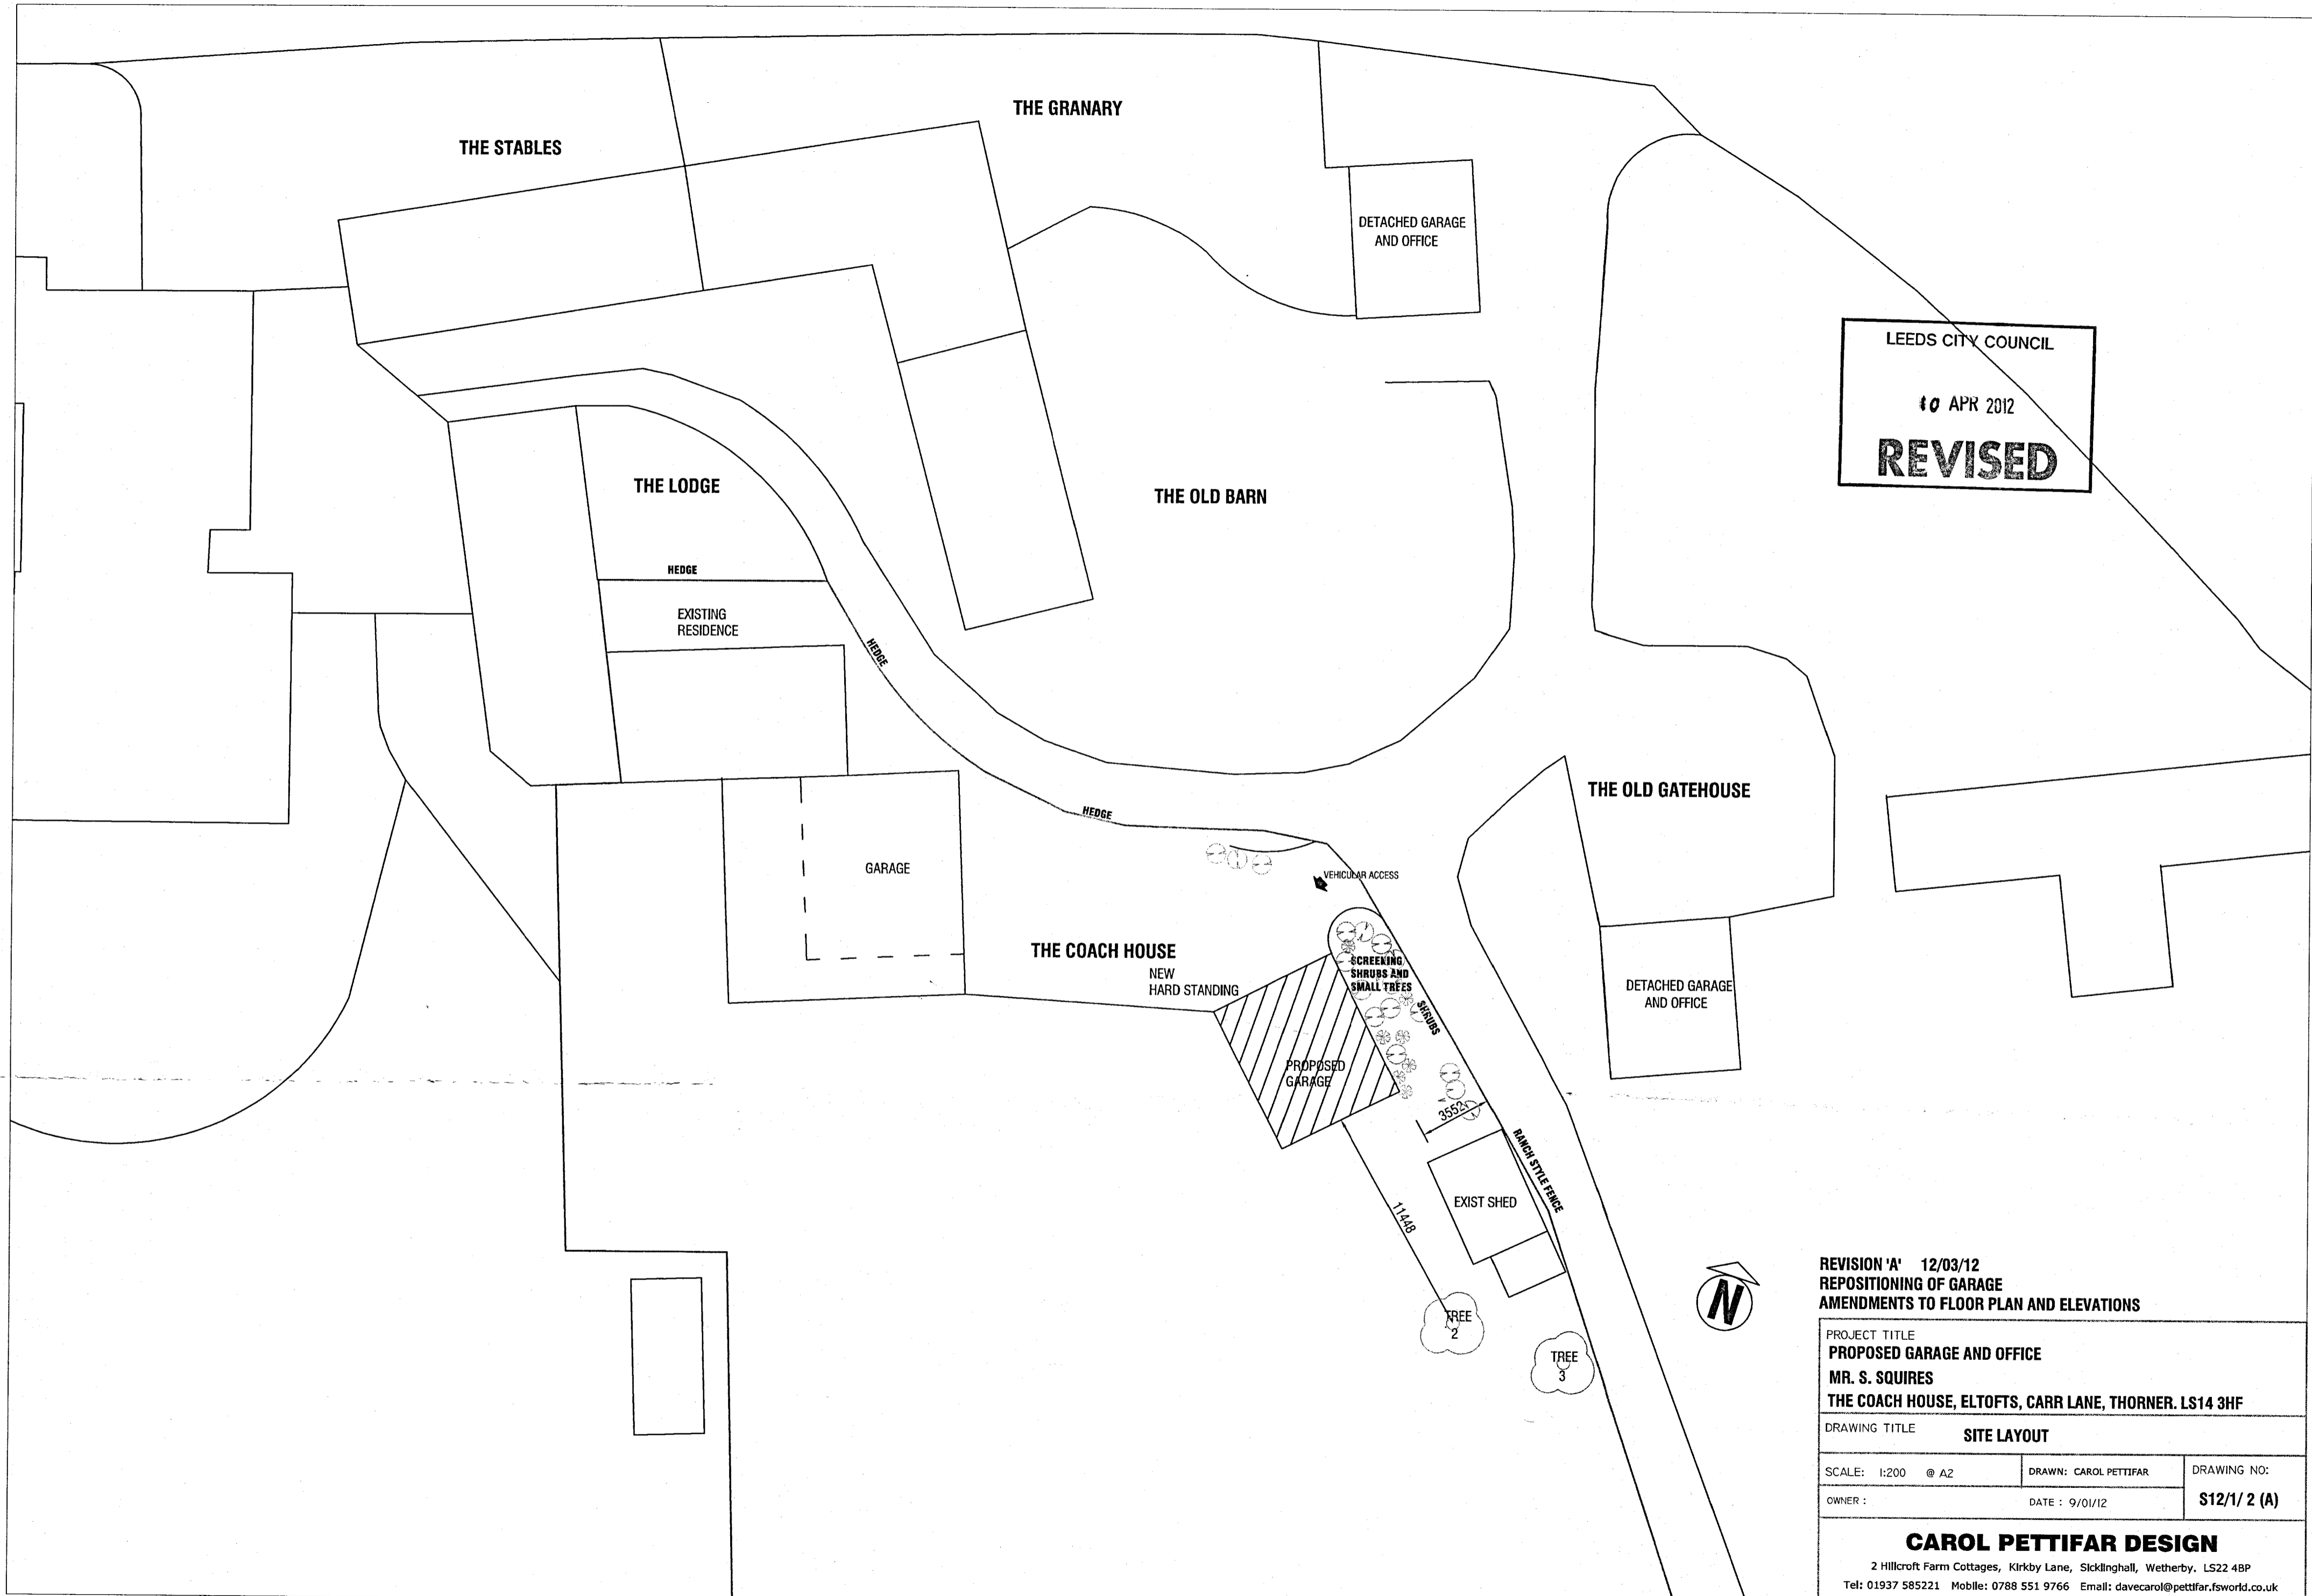 THE GRANARY
THE STABLES
DETACHED GARAGE
AND OFFICE
LEEDS CITY COUNCIL
10 APR 2012
REVISED
THE LODGE
THE OLD BARN
HEDGE
EXISTING
RESIDENCE
HEDGE
THE OLD GATEHOUSE
HEDGE
GARAGE
VEHICULAR ACCESS
THE COACH HOUSE
NEW
HARD STANDING
SCREENING
SHRUBS AND
SMALL TREES
SHRUBS
DETACHED GARAGE
AND OFFICE
PROPOSED
GARAGE
3552
RANCH STYLE FENCE
EXIST SHED
11448
TREE
2
TREE
3
N
REVISION 'A' 12/03/12
REPOSITIONING OF GARAGE
AMENDMENTS TO FLOOR PLAN AND ELEVATIONS
PROJECT TITLE
PROPOSED GARAGE AND OFFICE
MR. S. SQUIRES
THE COACH HOUSE, ELTOFTS, CARR LANE, THORNER. LS14 3HF
DRAWING TITLE SITE LAYOUT
SCALE: 1:200 @ A2 DRAWN: CAROL PETTIFAR DRAWING NO:
OWNER : DATE : 9/01/12 S12/1/ 2 (A)
CAROL PETTIFAR DESIGN
2 Hillcroft Farm Cottages, Kirkby Lane, Sicklinghall, Wetherby. LS22 4BP
Tel: 01937 585221 Mobile: 0788 551 9766 Email: davecarol@pettifar.fsworld.co.uk